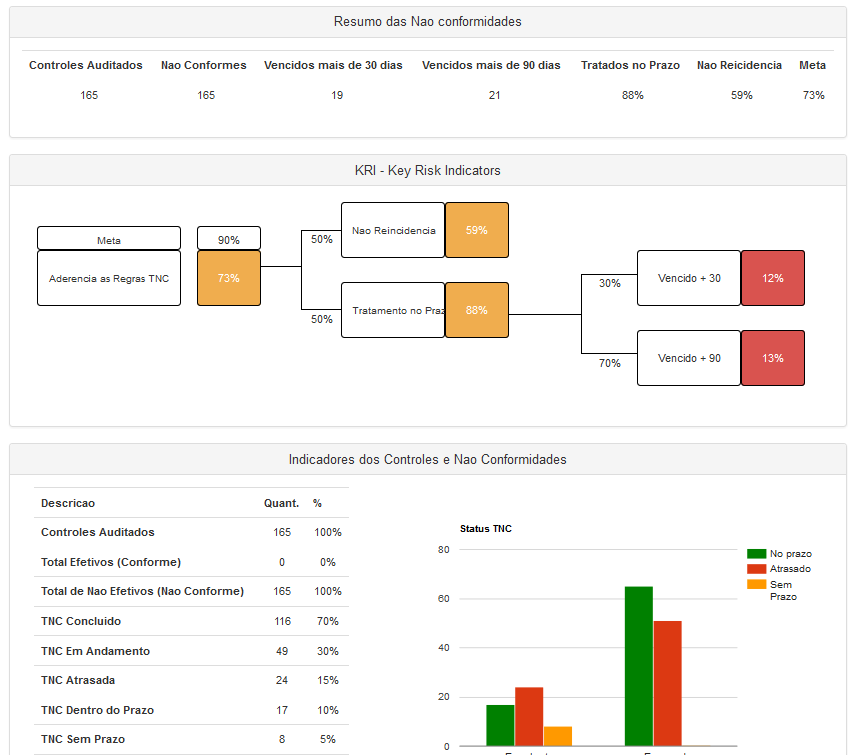 Resumo das Nao conformidades
Controles Auditados Nao Conformes Vencidos mais de 30 dias Vencidos mais de 90 dias Tratados no Prazo Nao Reicidencia Meta
165 165 19 21 88% 59% 73%
KRI - Key Risk Indicators
Meta 90%
Aderencia as Regras TNC 73%
50% Nao Reincidencia 59%
50% Tratamento no Praz 88%
30% Vencido + 30 12%
70% Vencido + 90 13%
Indicadores dos Controles e Nao Conformidades
Descricao Quant. %
Controles Auditados 165 100%
Total Efetivos (Conforme) 0 0%
Total de Nao Efetivos (Nao Conforme) 165 100%
TNC Concluido 116 70%
TNC Em Andamento 49 30%
TNC Atrasada 24 15%
TNC Dentro do Prazo 17 10%
TNC Sem Prazo 8 5%
Status TNC
80
60
40
20
0
No prazo
Atrasado
Sem
Prazo